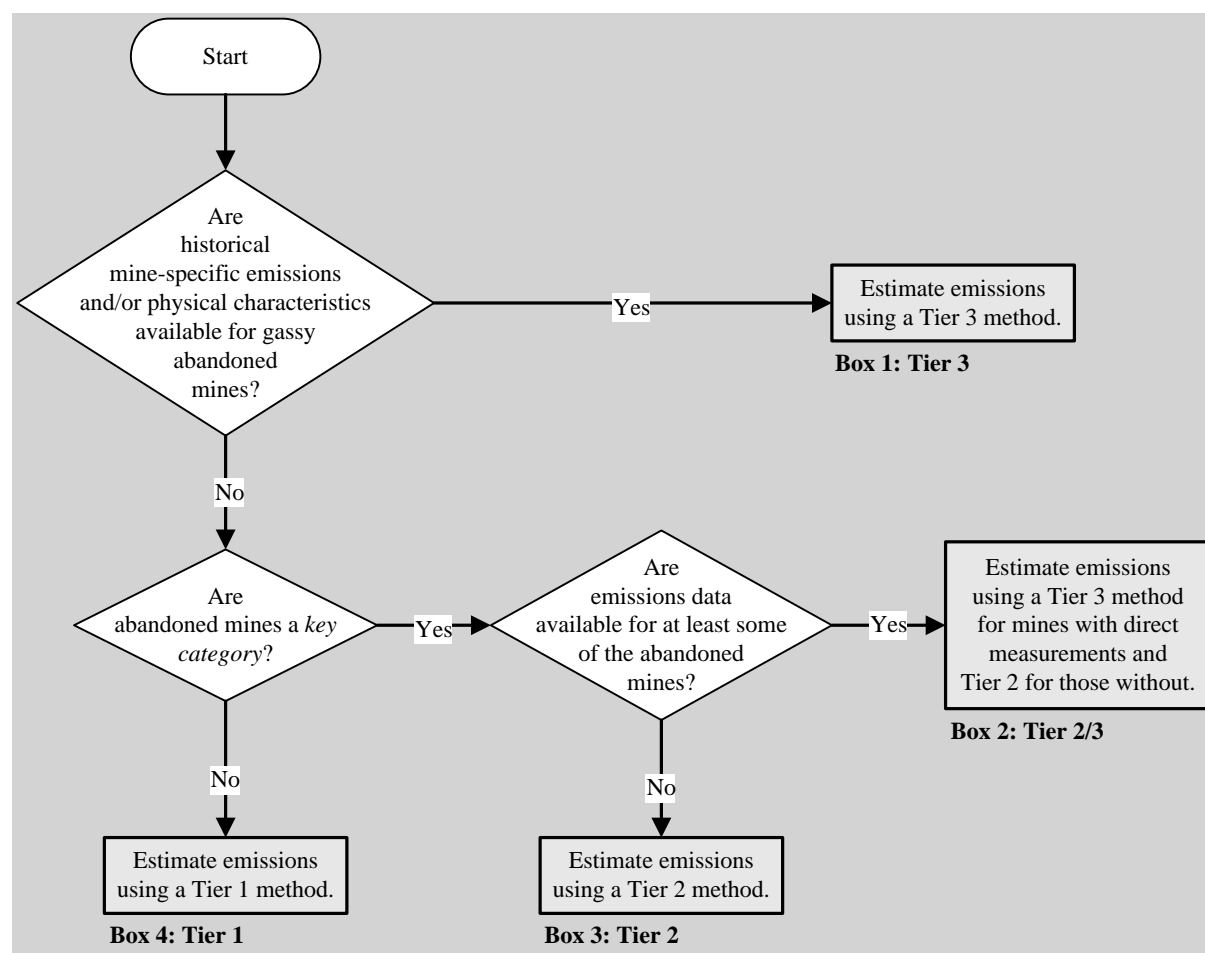 Start
Are
historical
mine-specific emissions
and/or physical characteristics
available for gassy
abandoned
mines?
Yes
Estimate emissions
using a Tier 3 method.
Box 1: Tier 3
No
Are
abandoned mines a key
category?
Yes
Are
emissions data
available for at least some
of the abandoned
mines?
Yes
Estimate emissions
using a Tier 3 method
for mines with direct
measurements and
Tier 2 for those without.
Box 2: Tier 2/3
No
No
Estimate emissions
using a Tier 1 method.
Box 4: Tier 1
Estimate emissions
using a Tier 2 method.
Box 3: Tier 2